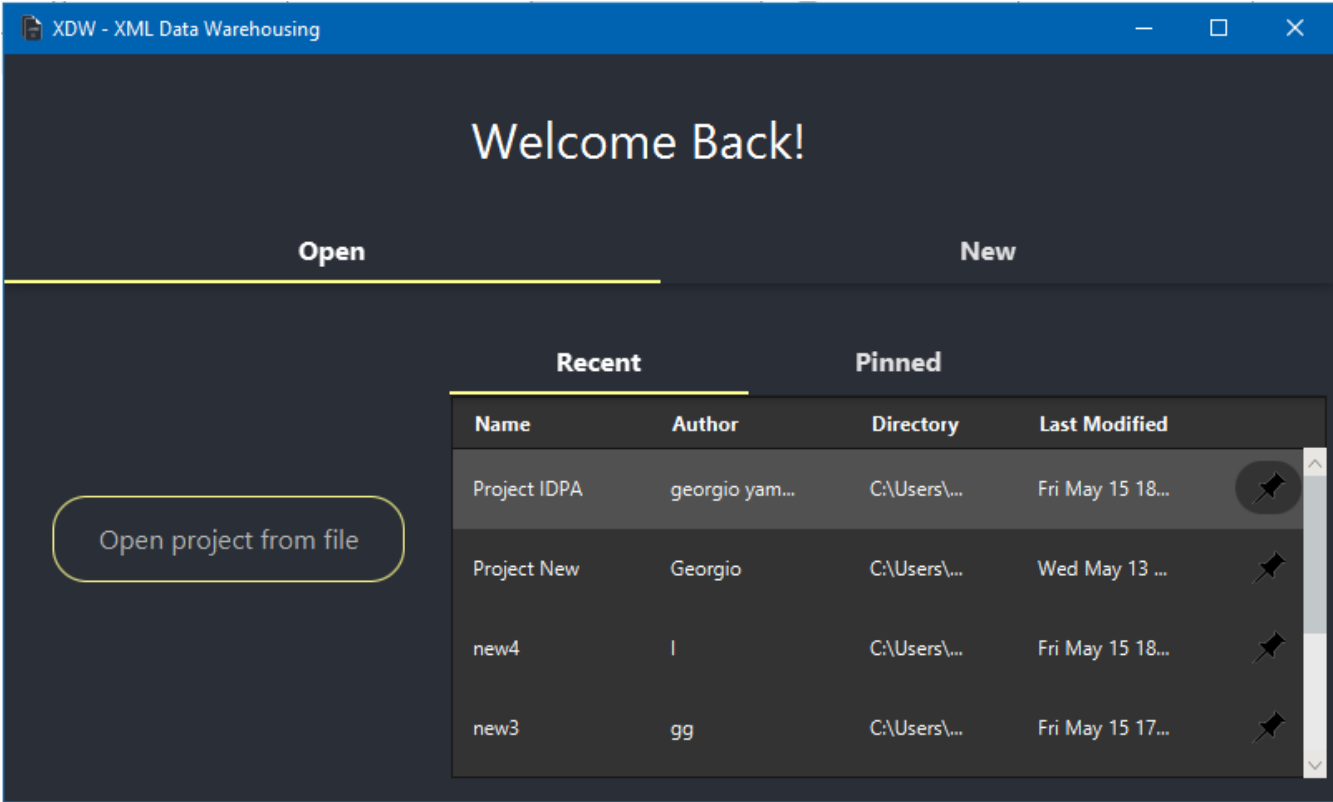 XDW - XML Data Warehousing
Welcome Back!
Open New
Recent Pinned
Name Author Directory Last Modified
Project IDPA georgio yam... C:\Users\... Fri May 15 18...
Open project from file
Project New Georgio C:\Users\... Wed May 13 ...
new4 l C:\Users\... Fri May 15 18...
new3 gg C:\Users\... Fri May 15 17...